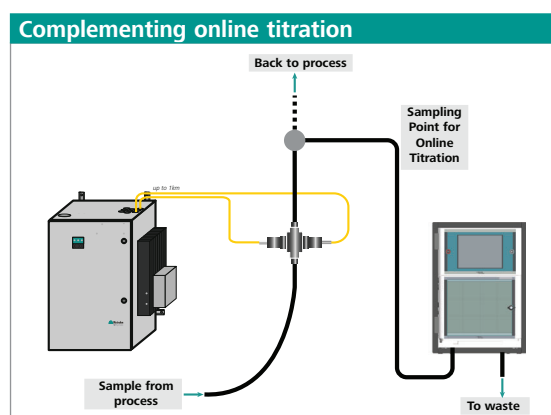 Complementing online titration
Back to process
Sampling
Point for
Online
Titration
up to 1km
Sample from
process
To waste